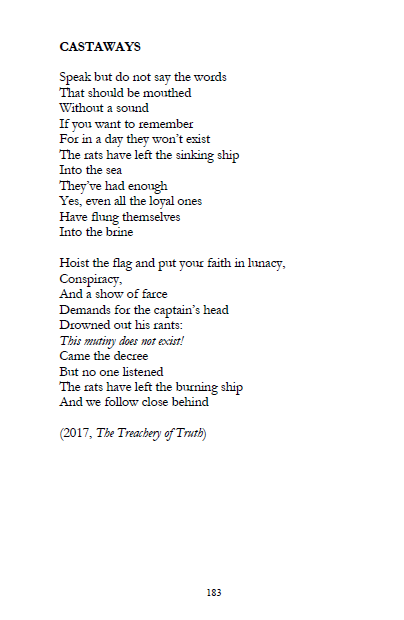 CASTAWAYS
Speak but do not say the words
That should be mouthed
Without a sound
If you want to remember
For in a day they won't exist
The rats have left the sinking ship
Into the sea
They've had enough
Yes, even all the loyal ones
Have flung themselves
Into the brine
Hoist the flag and put your faith in lunacy,
Conspiracy,
And a show of farce
Demands for the captain's head
Drowned out his rants:
This mutiny does not exist!
Came the decree
But no one listened
The rats have left the burning ship
And we follow close behind
(2017, The Treachery of Truth)
183